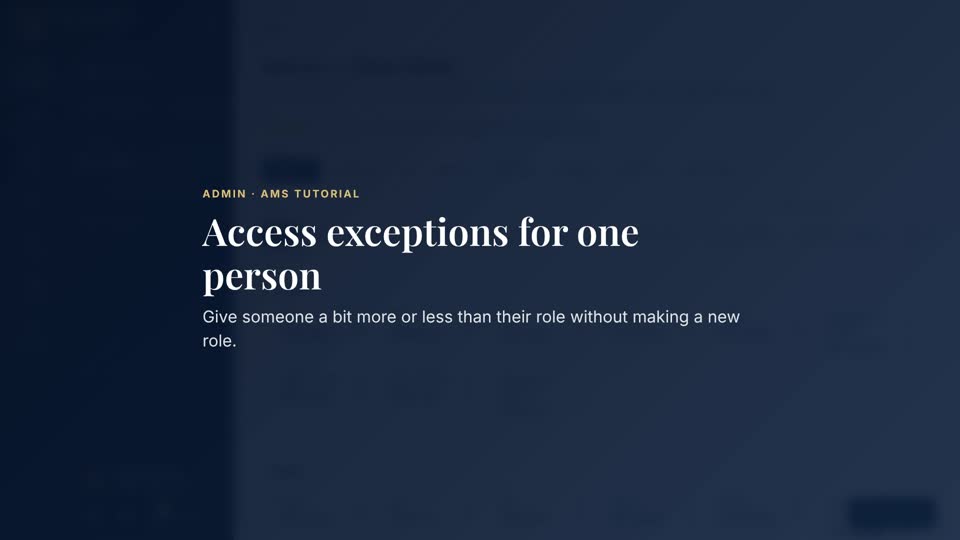 ADMIN · AMS TUTORIAL
Access exceptions for one
person
Give someone a bit more or less than their role without making a new
role.